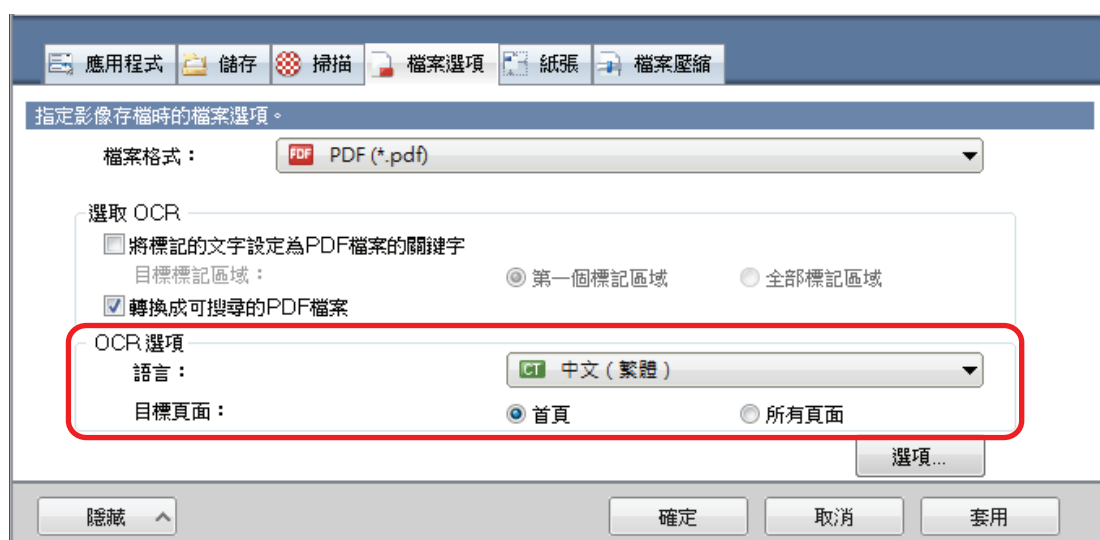 應用程式 儲存 掃描 檔案選項 紙張 檔案壓縮
指定影像存檔時的檔案選項。
檔案格式： PDF PDF (*.pdf)
選取 OCR
將標記的文字設定為PDF檔案的關鍵字
目標標記區域： 第一個標記區域 全部標記區域
轉換成可搜尋的PDF檔案
OCR 選項
語言： CT 中文 ( 繁體 )
目標頁面： 首頁 所有頁面
選項...
隱藏 確定 取消 套用